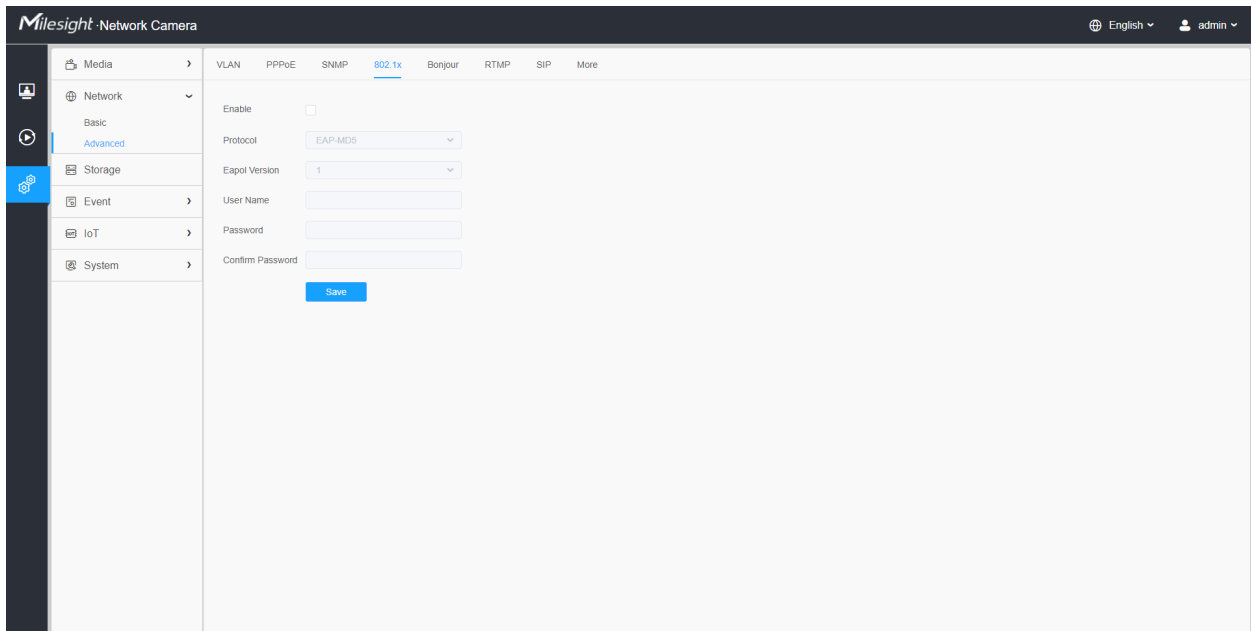 Milesight · Network Camera
English
admin
Media
Network
Basic
Advanced
Storage
Event
IoT
System
VLAN PPPoE SNMP 802.1x Bonjour RTMP SIP More
Enable
Protocol EAP-MD5
Eapol Version 1
User Name
Password
Confirm Password
Save